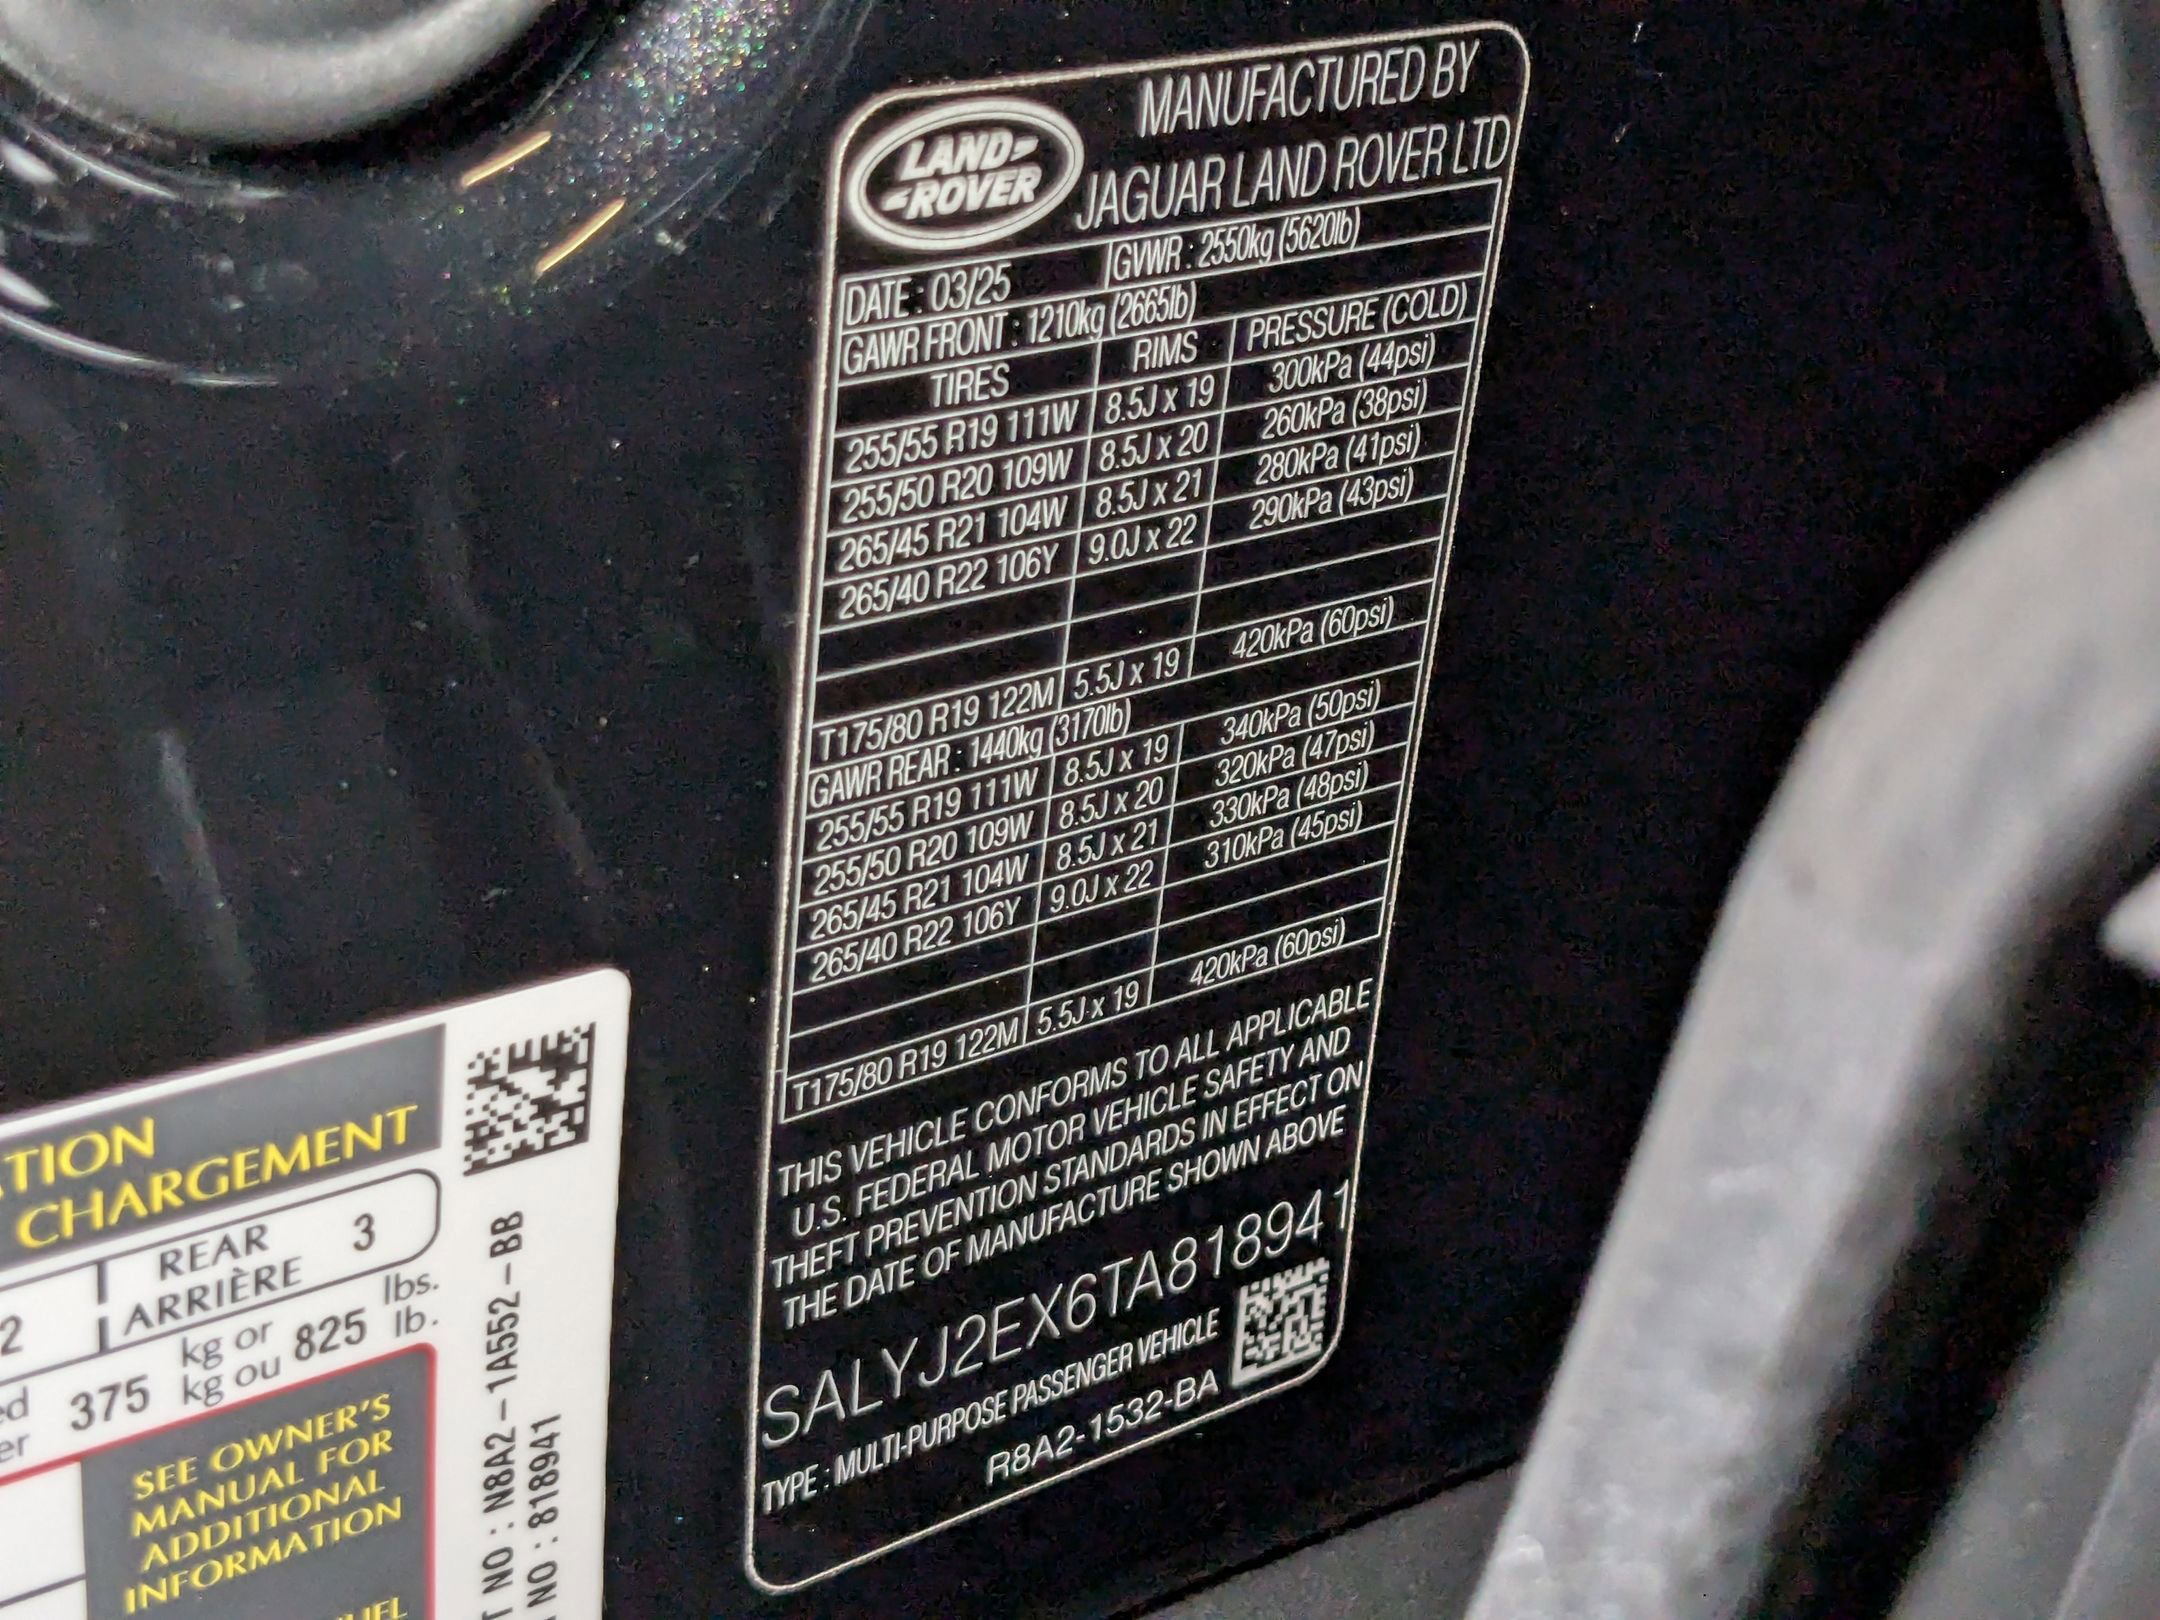 LAND
ROVER
MANUFACTURED BY
JAGUAR LAND ROVER LTD
DATE : 03/25 GVWR : 2550kg (5620lb)
GAWR FRONT : 1210kg (2665lb)
TIRES RIMS PRESSURE (COLD)
255/55 R19 111W 8.5J x 19 300kPa (44psi)
255/50 R20 109W 8.5J x 20 260kPa (38psi)
265/45 R21 104W 8.5J x 21 280kPa (41psi)
265/40 R22 106Y 9.0J x 22 290kPa (43psi)
T175/80 R19 122M 5.5J x 19 420kPa (60psi)
GAWR REAR : 1440kg (3170lb)
255/55 R19 111W 8.5J x 19 340kPa (50psi)
255/50 R20 109W 8.5J x 20 320kPa (47psi)
265/45 R21 104W 8.5J x 21 330kPa (48psi)
265/40 R22 106Y 9.0J x 22 310kPa (45psi)
T175/80 R19 122M 5.5J x 19 420kPa (60psi)
THIS VEHICLE CONFORMS TO ALL APPLICABLE
U.S. FEDERAL MOTOR VEHICLE SAFETY AND
THEFT PREVENTION STANDARDS IN EFFECT ON
THE DATE OF MANUFACTURE SHOWN ABOVE
SALYJ2EX6TA818941
TYPE : MULTI-PURPOSE PASSENGER VEHICLE
R8A2-1532-BA
TION
CHARGEMENT
2 REAR 3
ARRIÈRE
ed 375 kg or 825 lbs.
er kg ou lb.
SEE OWNER'S
MANUAL FOR
ADDITIONAL
INFORMATION
UEL
T NO : N8A2-1A552-BB
NO : 818941